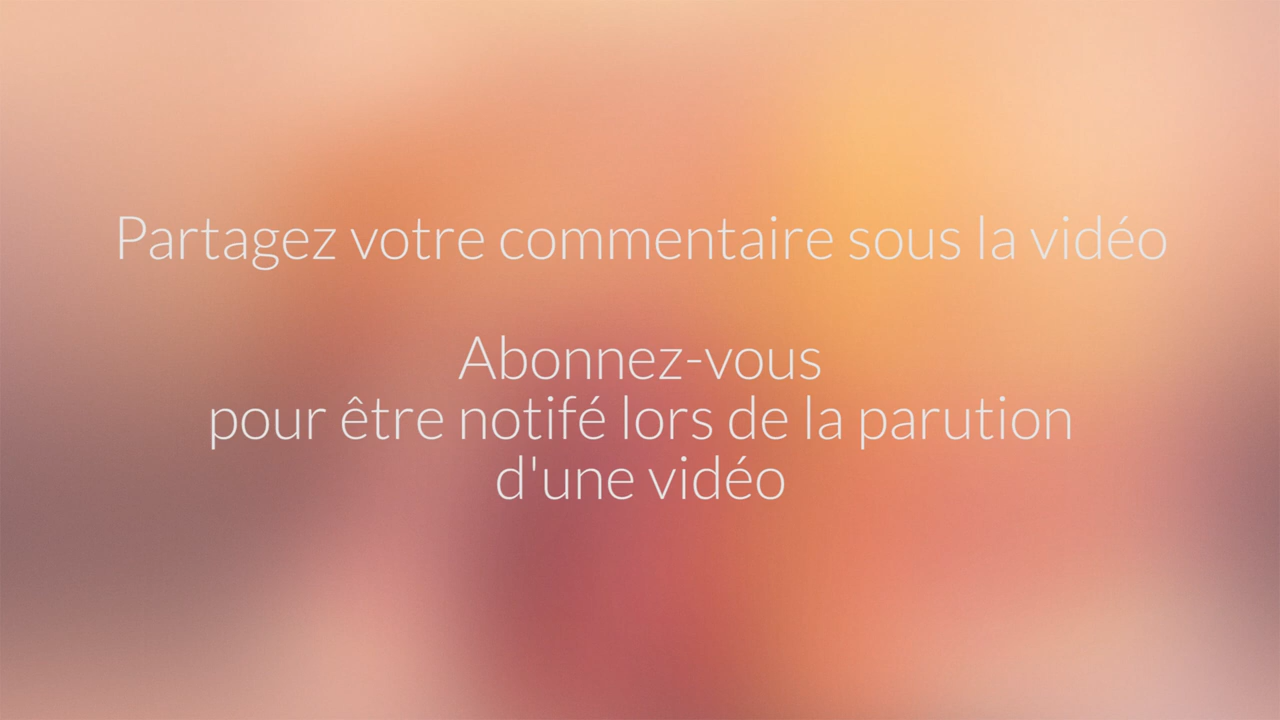 Partagez votre commentaire sous la vidéo
Abonnez-vous
pour être notifé lors de la parution
d'une vidéo